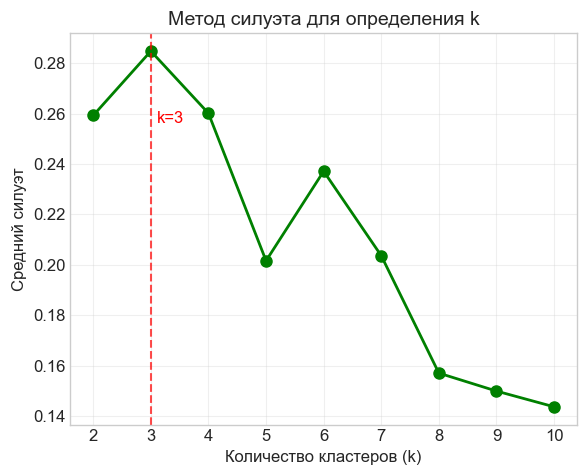 Метод силуэта для определения k
Средний силуэт
0.28
0.26
0.24
0.22
0.20
0.18
0.16
0.14
k=3
2 3 4 5 6 7 8 9 10
Количество кластеров (k)